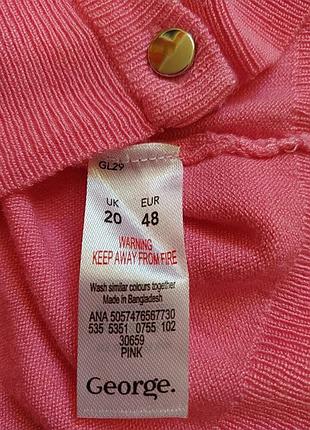 GL29
UK EUR
20 48
WARNING
KEEP AWAY FROM FIRE
Wash similar colours together
Made in Bangladesh
ANA 5057476567730
535 5351 0755 102
30659
PINK
George.